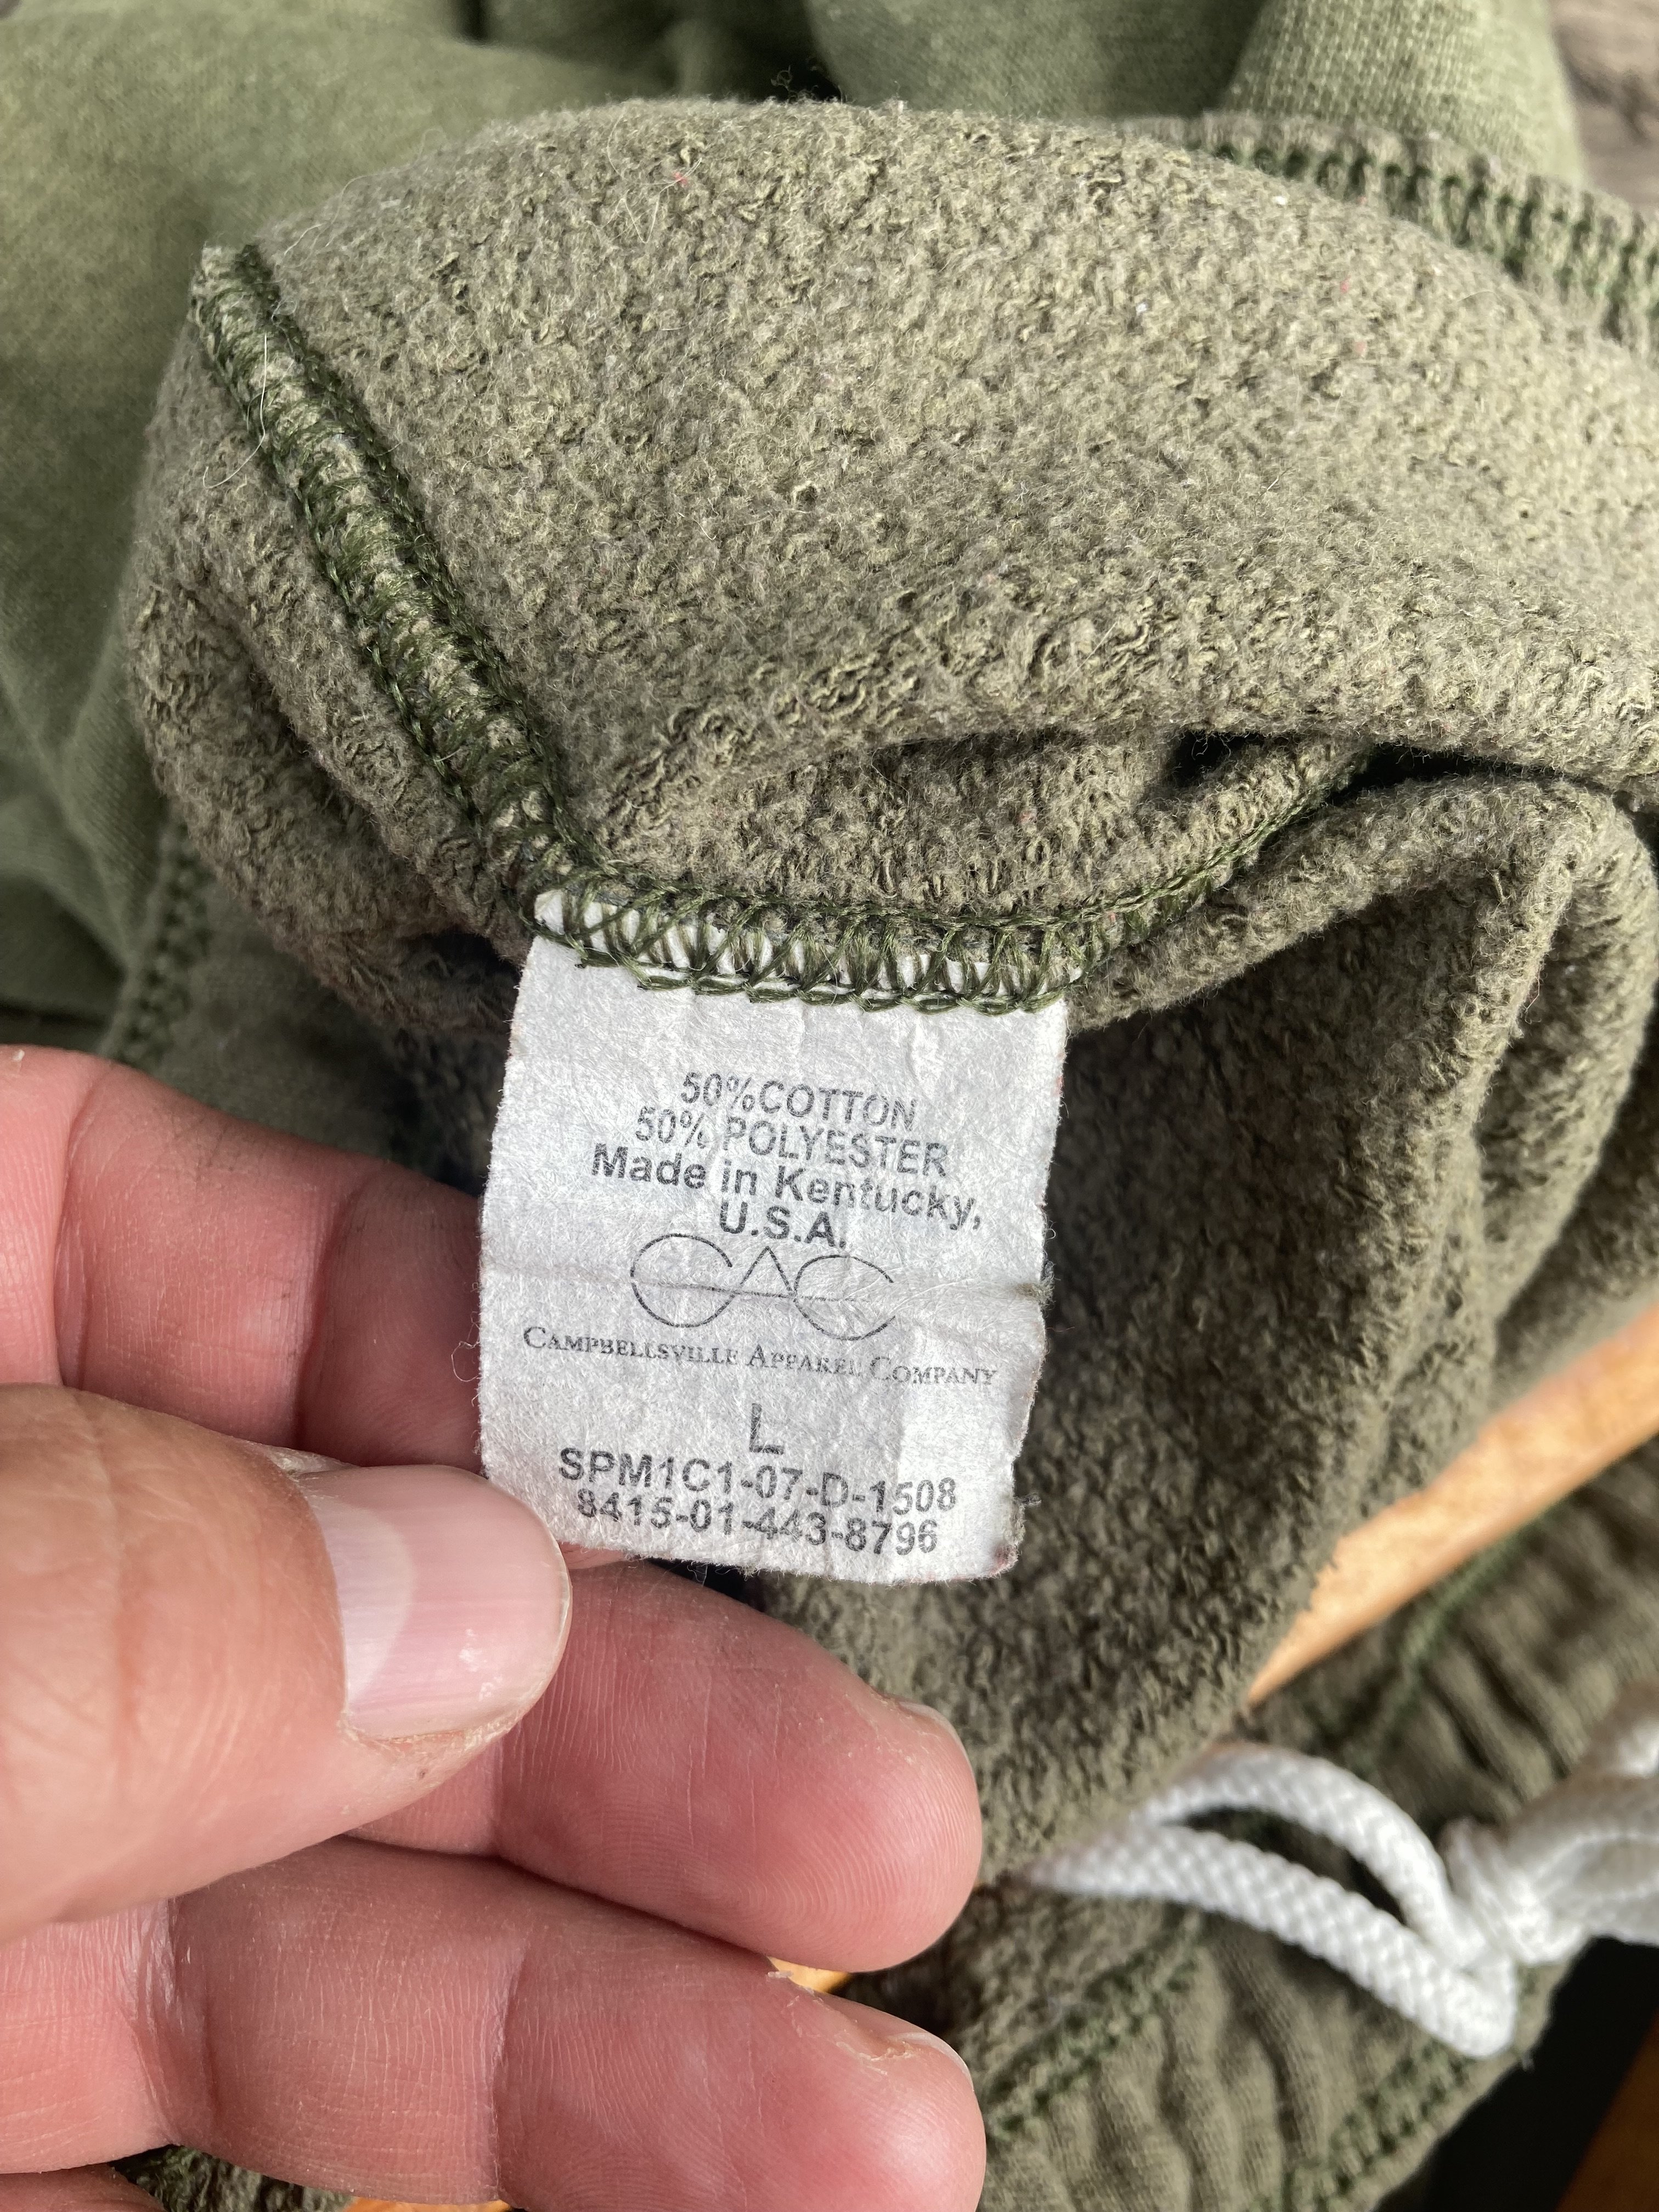 50%COTTON
50% POLYESTER
Made in Kentucky,
U.S.A.
CAC
CAMPBELLSVILLE APPAREL COMPANY
L
SPM1C1-07-D-1508
8415-01-443-8796